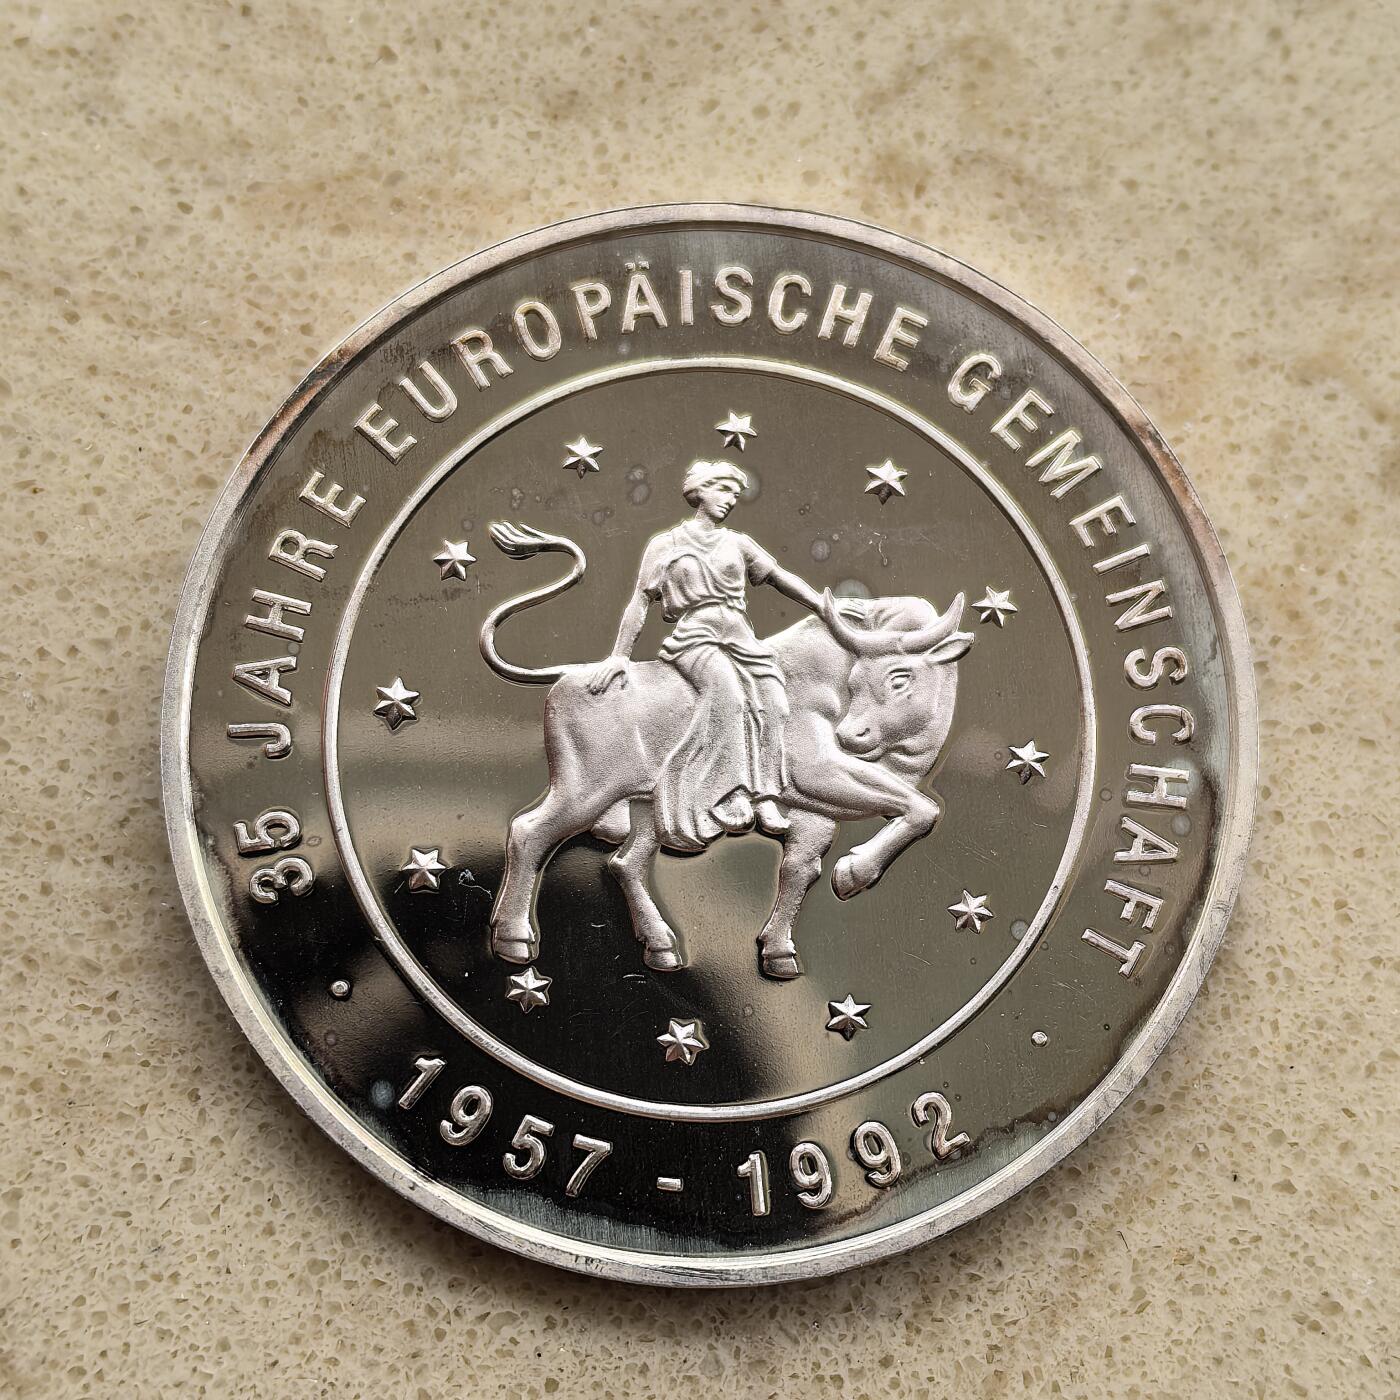 35 JAHRE EUROPÄISCHE GEMEINSCHAFT
1957 - 1992